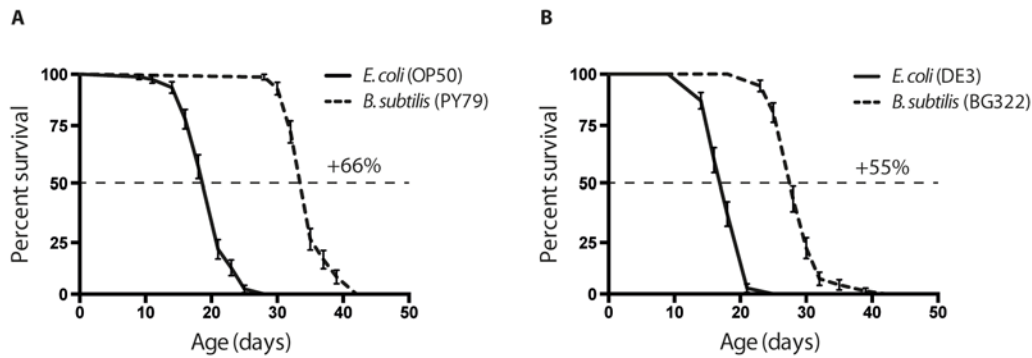 A
B
Percent survival
100
75
50
25
0
0 10 20 30 40 50
Age (days)
E. coli (OP50)
B. subtilis (PY79)
+66%
Percent survival
100
75
50
25
0
0 10 20 30 40 50
Age (days)
E. coli (DE3)
B. subtilis (BG322)
+55%